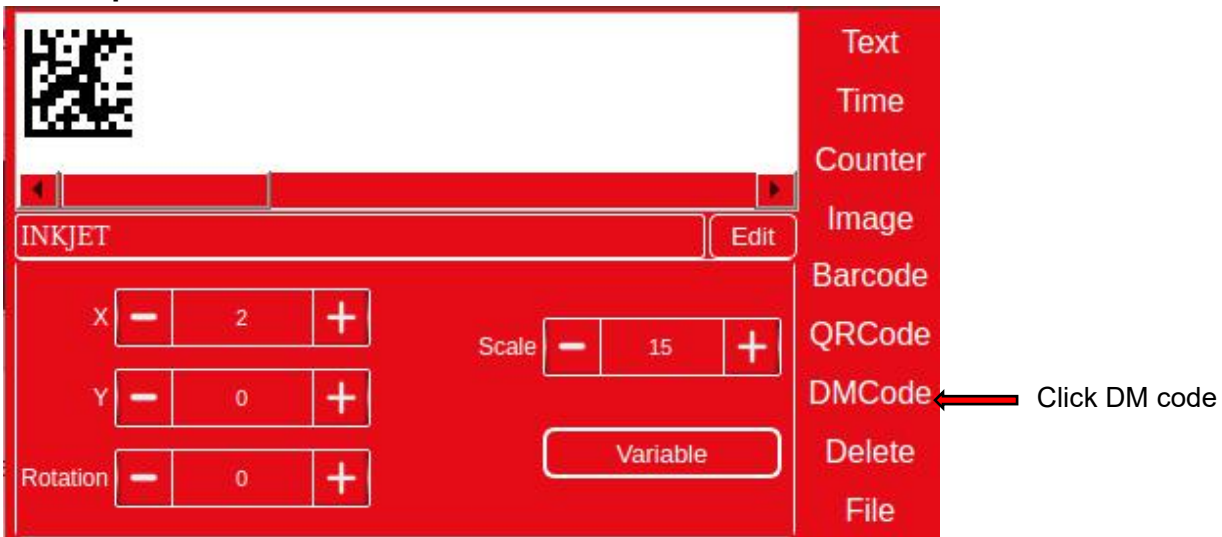 Text
Time
Counter
Image
INKJET
Edit
Barcode
X
2
QRCode
Scale
15
Y
0
DMCode
Click DM code
Variable
Delete
Rotation
0
File